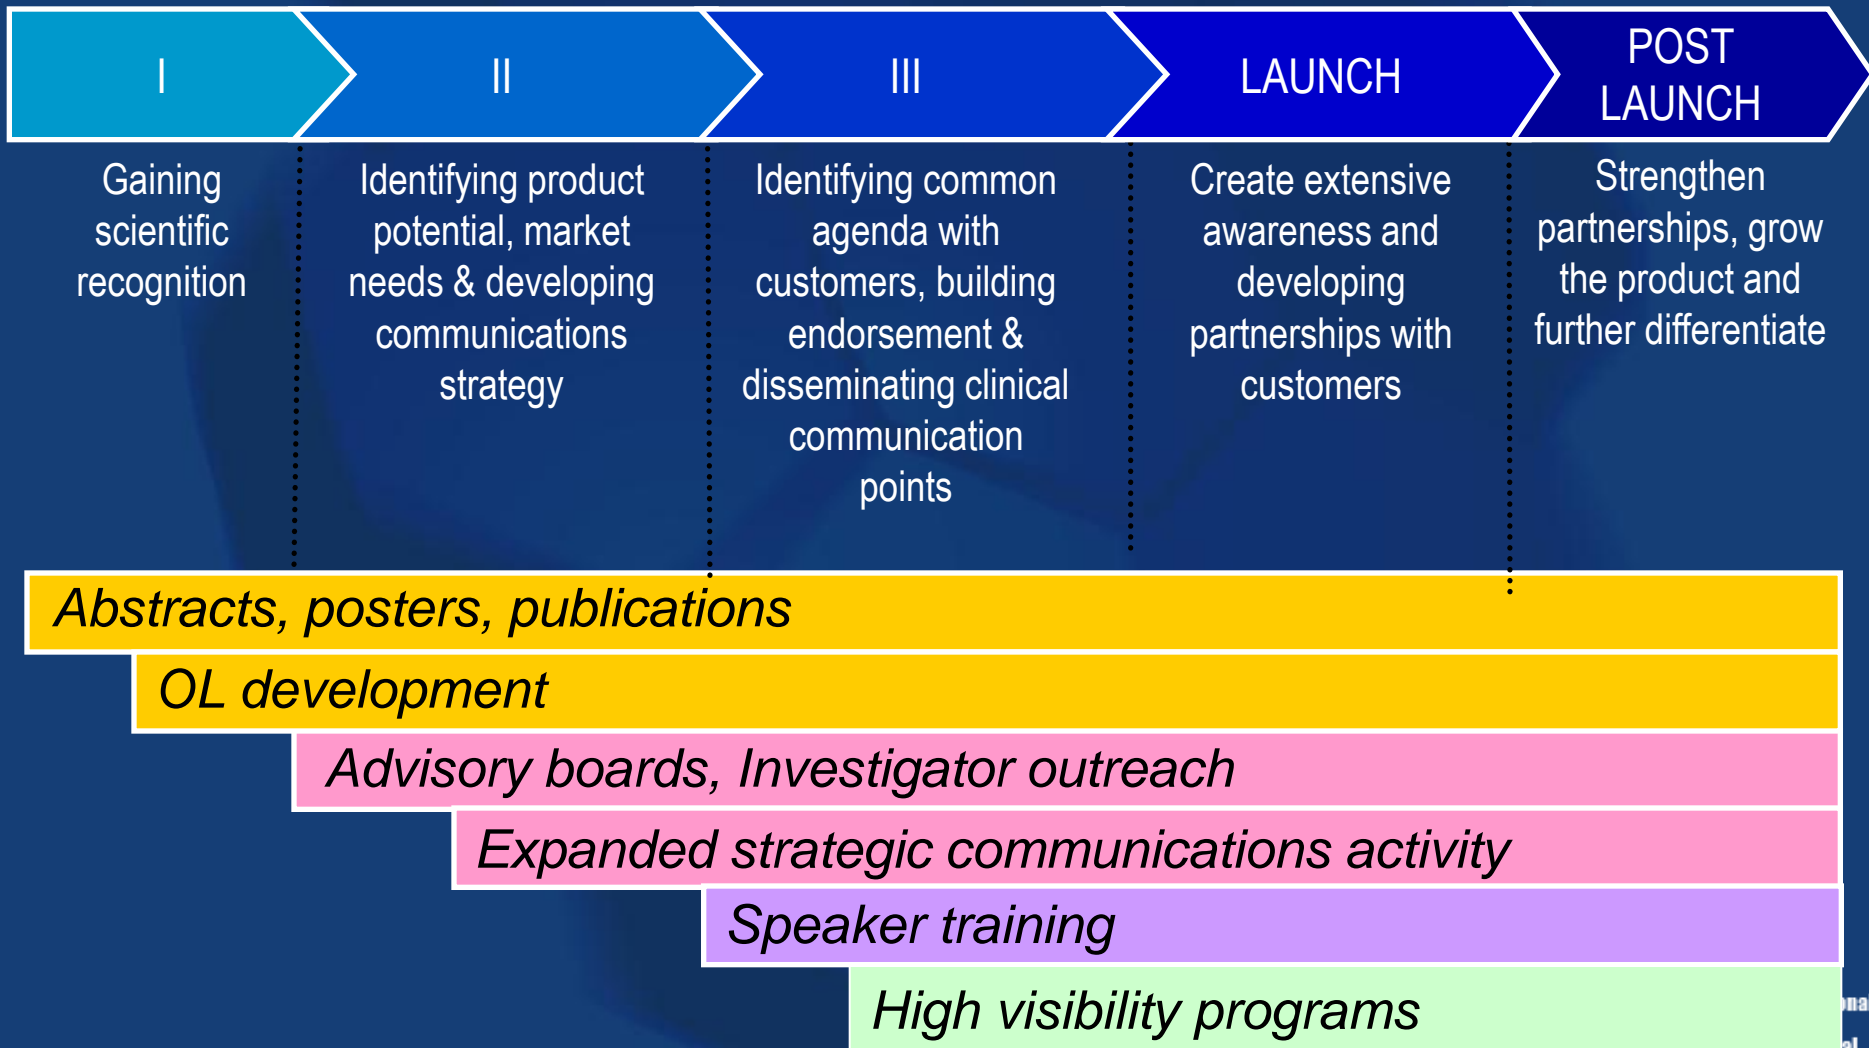 I
II
III
LAUNCH
POST
LAUNCH
Gaining
scientific
recognition
Identifying product
potential, market
needs & developing
communications
strategy
Identifying common
agenda with
customers, building
endorsement &
disseminating clinical
communication
points
Create extensive
awareness and
developing
partnerships with
customers
Strengthen
partnerships, grow
the product and
further differentiate
Abstracts, posters, publications
OL development
Advisory boards, Investigator outreach
Expanded strategic communications activity
Speaker training
High visibility programs